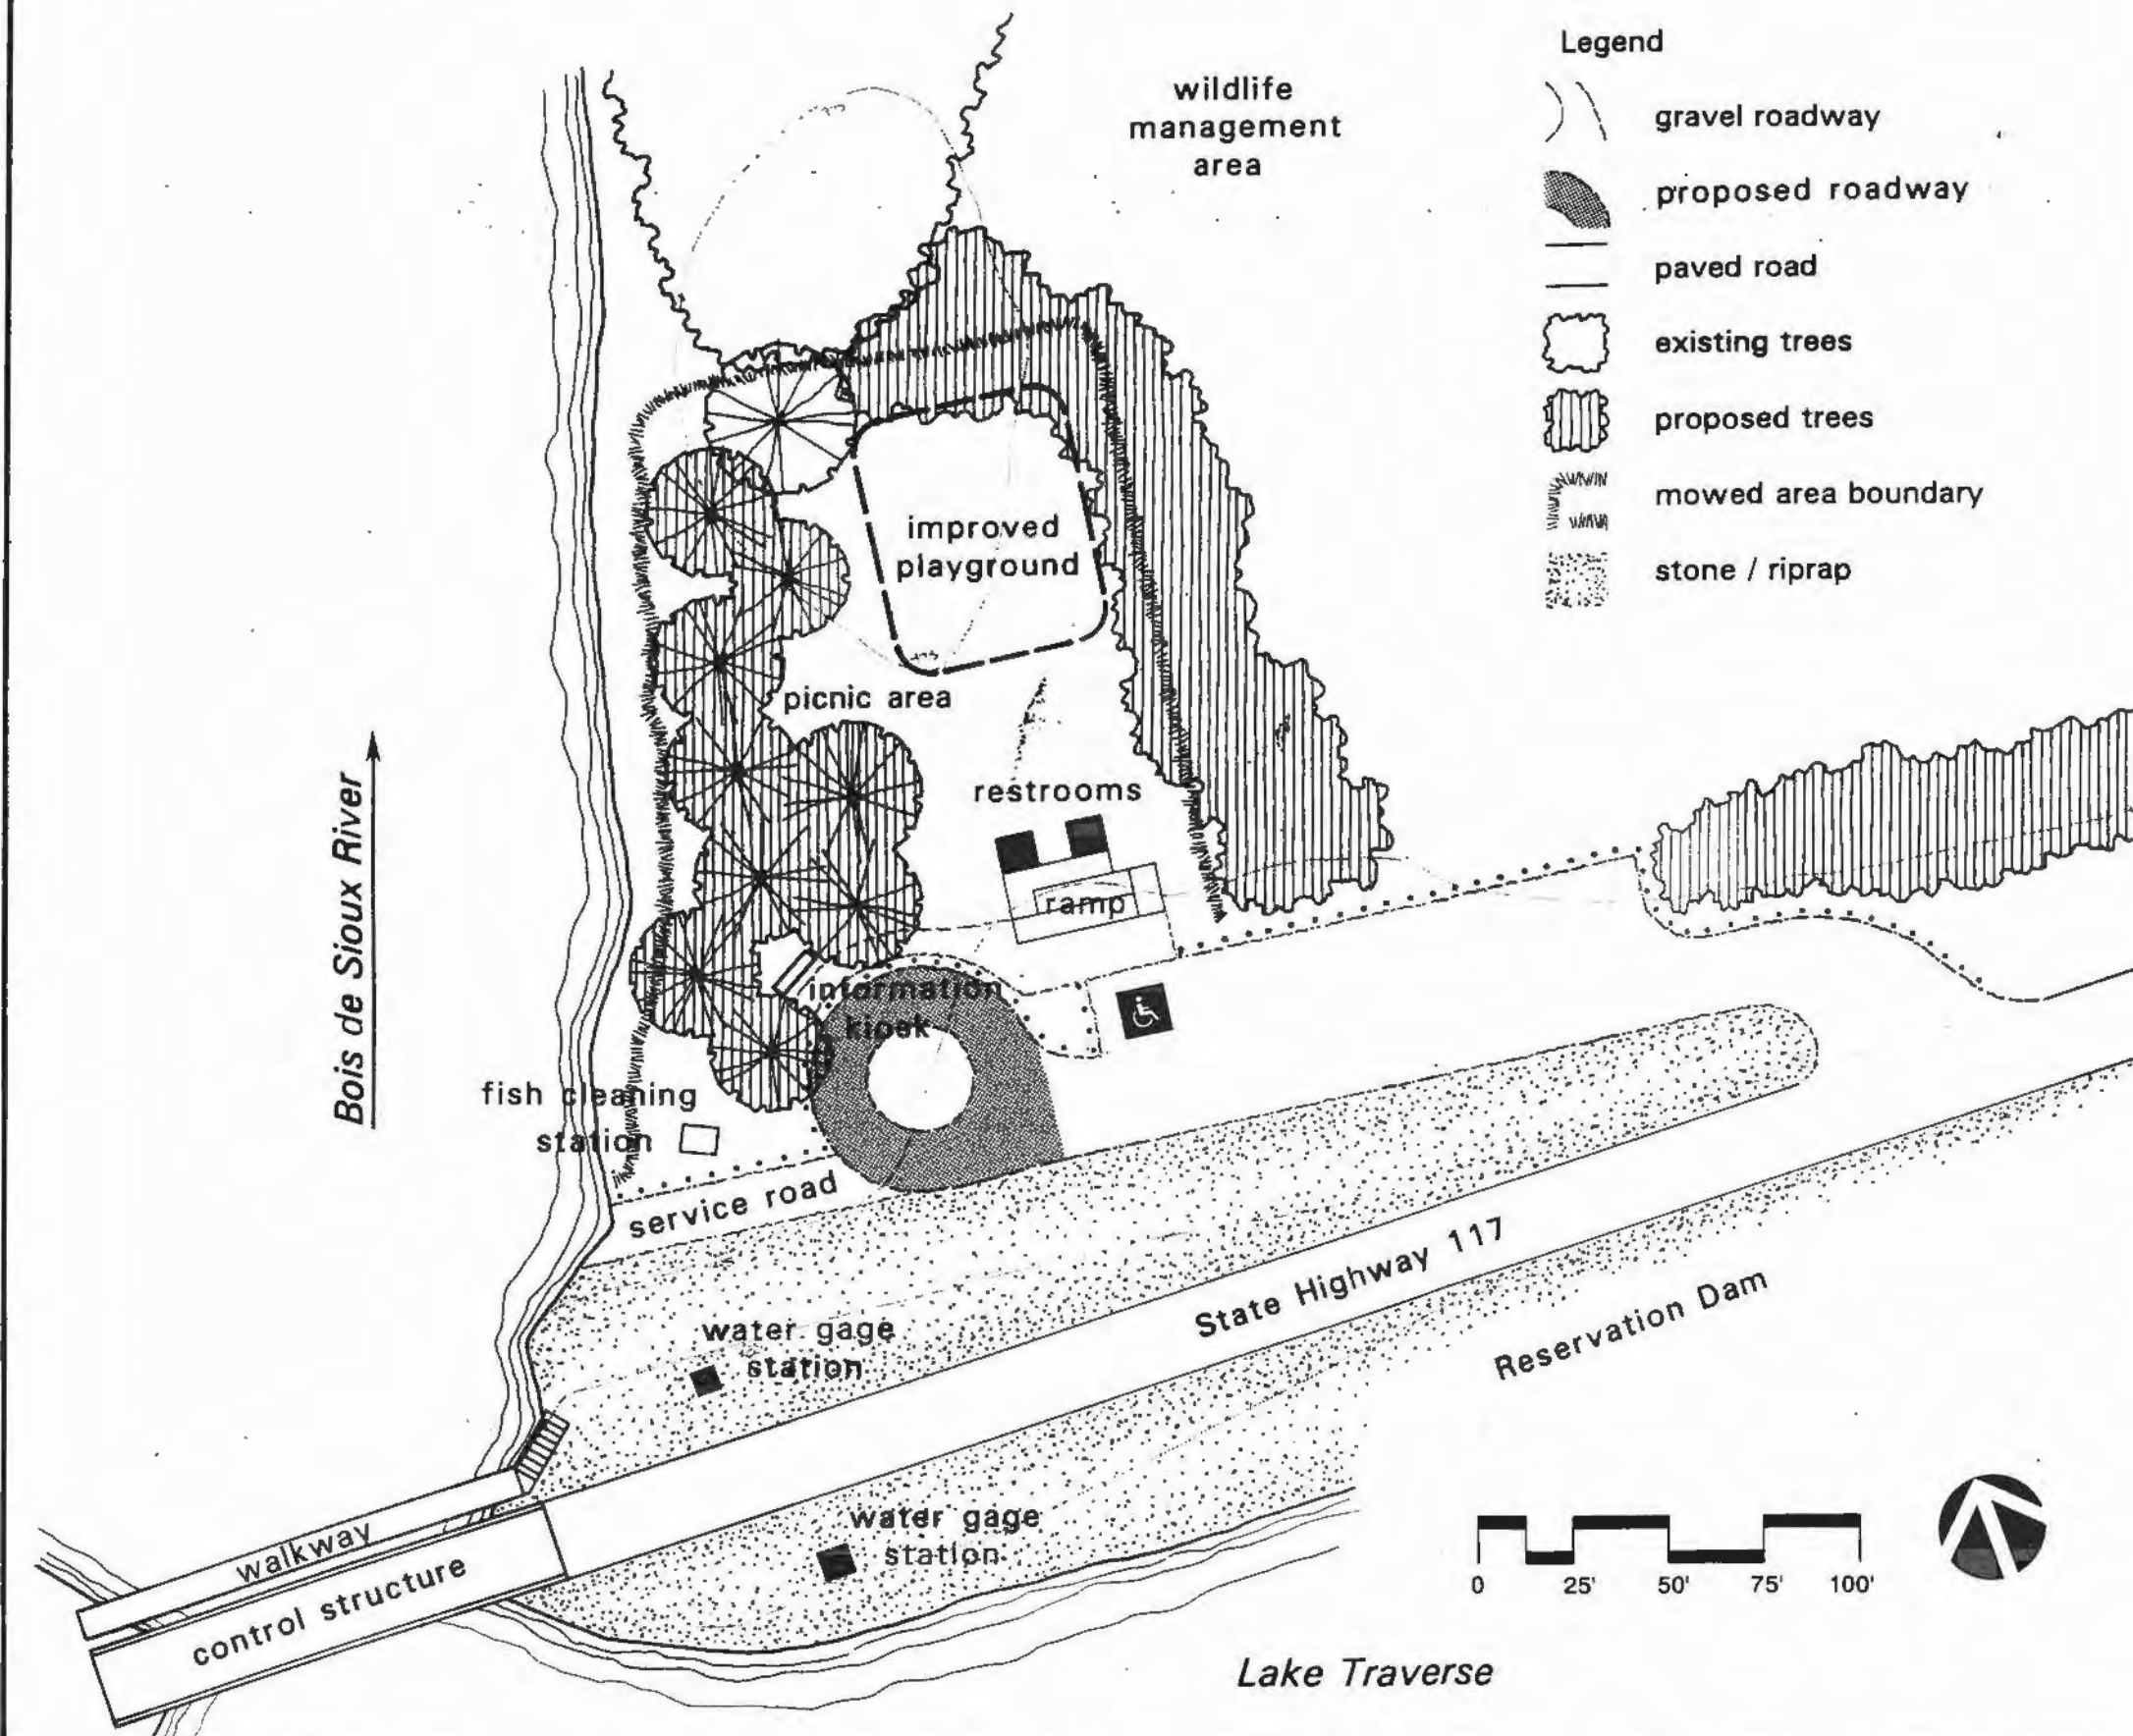 wildlife
management
area
Legend
gravel roadway
proposed roadway
paved road
existing trees
proposed trees
mowed area boundary
stone / riprap
improved
playground
picnic area
restrooms
ramp
information
kiosk
Bois de Sioux River
fish cleaning
station
service road
State Highway 117
Reservation Dam
water gage
station
water gage
station
walkway
control structure
0 25' 50' 75' 100'
Lake Traverse